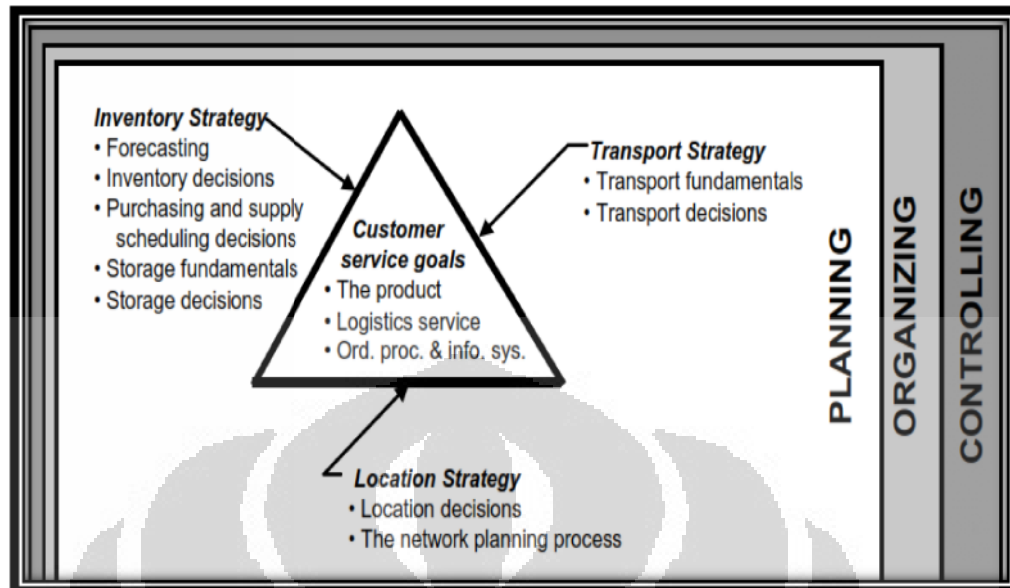 Inventory Strategy
• Forecasting
• Inventory decisions
• Purchasing and supply
scheduling decisions
• Storage fundamentals
• Storage decisions
Customer
service goals
• The product
• Logistics service
• Ord. proc. & info. sys.
Transport Strategy
• Transport fundamentals
• Transport decisions
Location Strategy
• Location decisions
• The network planning process
PLANNING
ORGANIZING
CONTROLLING